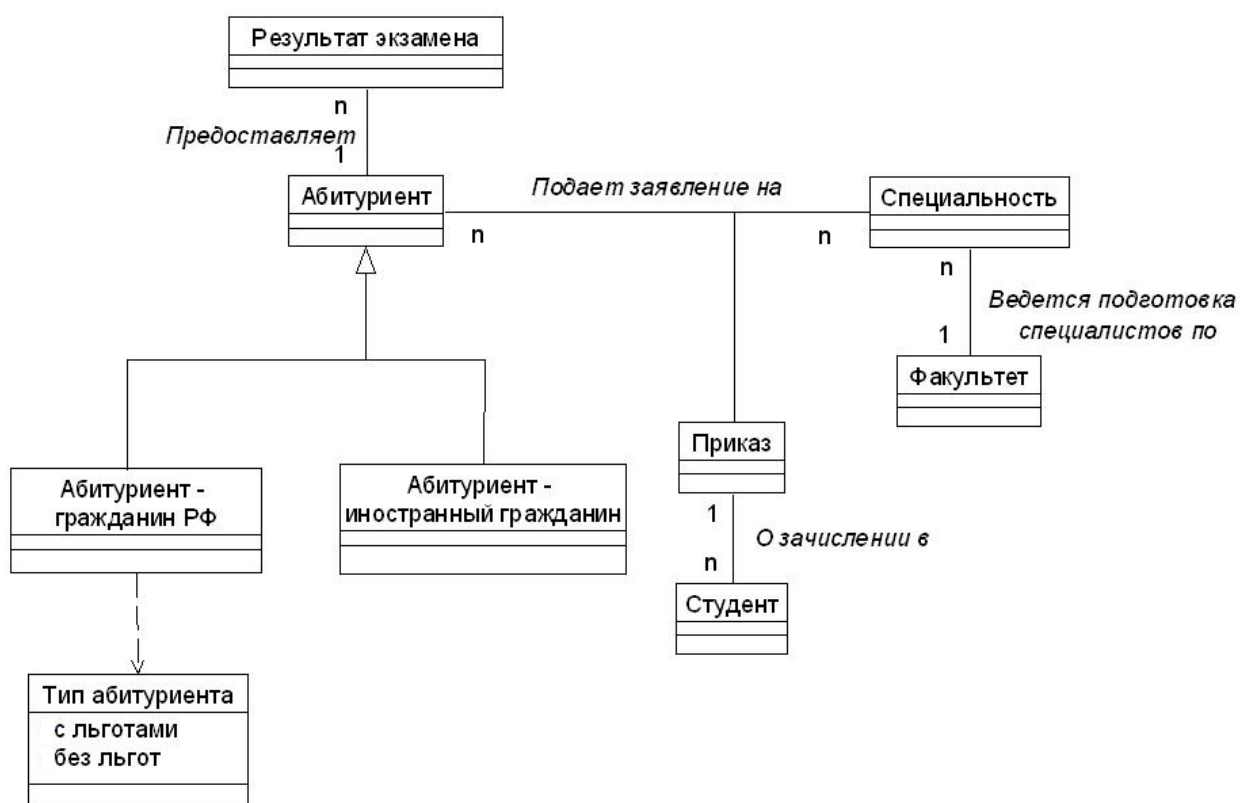 Результат экзамена
n
Предоставляет
1
Абитуриент
Подает заявление на
Специальность
n
n
n
Ведется подготовка
специалистов по
1
Факультет
Приказ
Абитуриент -
гражданин РФ
Абитуриент -
иностранный гражданин
1
О зачислении в
n
Студент
Тип абитуриента
с льготами
без льгот